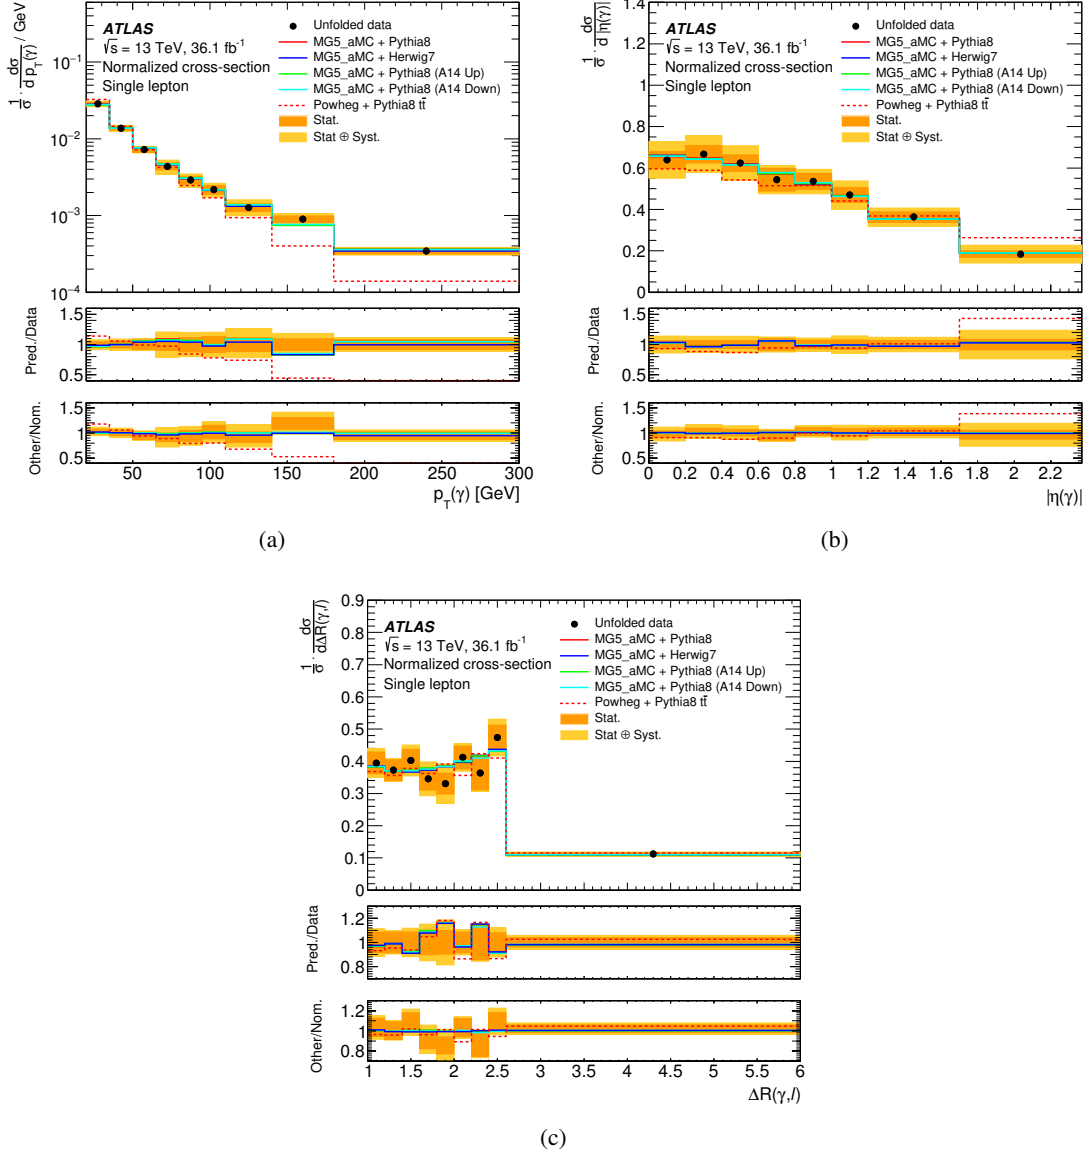 1/σ · dσ/d p_T(γ) / GeV
ATLAS
√s = 13 TeV, 36.1 fb⁻¹
Normalized cross-section
Single lepton
Unfolded data
MG5_aMC + Pythia8
MG5_aMC + Herwig7
MG5_aMC + Pythia8 (A14 Up)
MG5_aMC + Pythia8 (A14 Down)
Powheg + Pythia8 tt̄
Stat.
Stat ⊕ Syst.
10⁻¹
10⁻²
10⁻³
10⁻⁴
Pred./Data
1.5
1
0.5
Other/Nom.
1.5
1
0.5
50 100 150 200 250 300
p_T(γ) [GeV]
(a)
1/σ · dσ/d |η(γ)|
ATLAS
√s = 13 TeV, 36.1 fb⁻¹
Normalized cross-section
Single lepton
Unfolded data
MG5_aMC + Pythia8
MG5_aMC + Herwig7
MG5_aMC + Pythia8 (A14 Up)
MG5_aMC + Pythia8 (A14 Down)
Powheg + Pythia8 tt̄
Stat.
Stat ⊕ Syst.
1.4
1.2
1
0.8
0.6
0.4
0.2
0
Pred./Data
1.5
1
0.5
Other/Nom.
1.5
1
0.5
0 0.2 0.4 0.6 0.8 1 1.2 1.4 1.6 1.8 2 2.2
|η(γ)|
(b)
1/σ · dσ/dΔR(γ,l)
ATLAS
√s = 13 TeV, 36.1 fb⁻¹
Normalized cross-section
Single lepton
Unfolded data
MG5_aMC + Pythia8
MG5_aMC + Herwig7
MG5_aMC + Pythia8 (A14 Up)
MG5_aMC + Pythia8 (A14 Down)
Powheg + Pythia8 tt̄
Stat.
Stat ⊕ Syst.
0.9
0.8
0.7
0.6
0.5
0.4
0.3
0.2
0.1
0
Pred./Data
1.2
1
0.8
Other/Nom.
1.2
1
0.8
1 1.5 2 2.5 3 3.5 4 4.5 5 5.5 6
ΔR(γ,l)
(c)